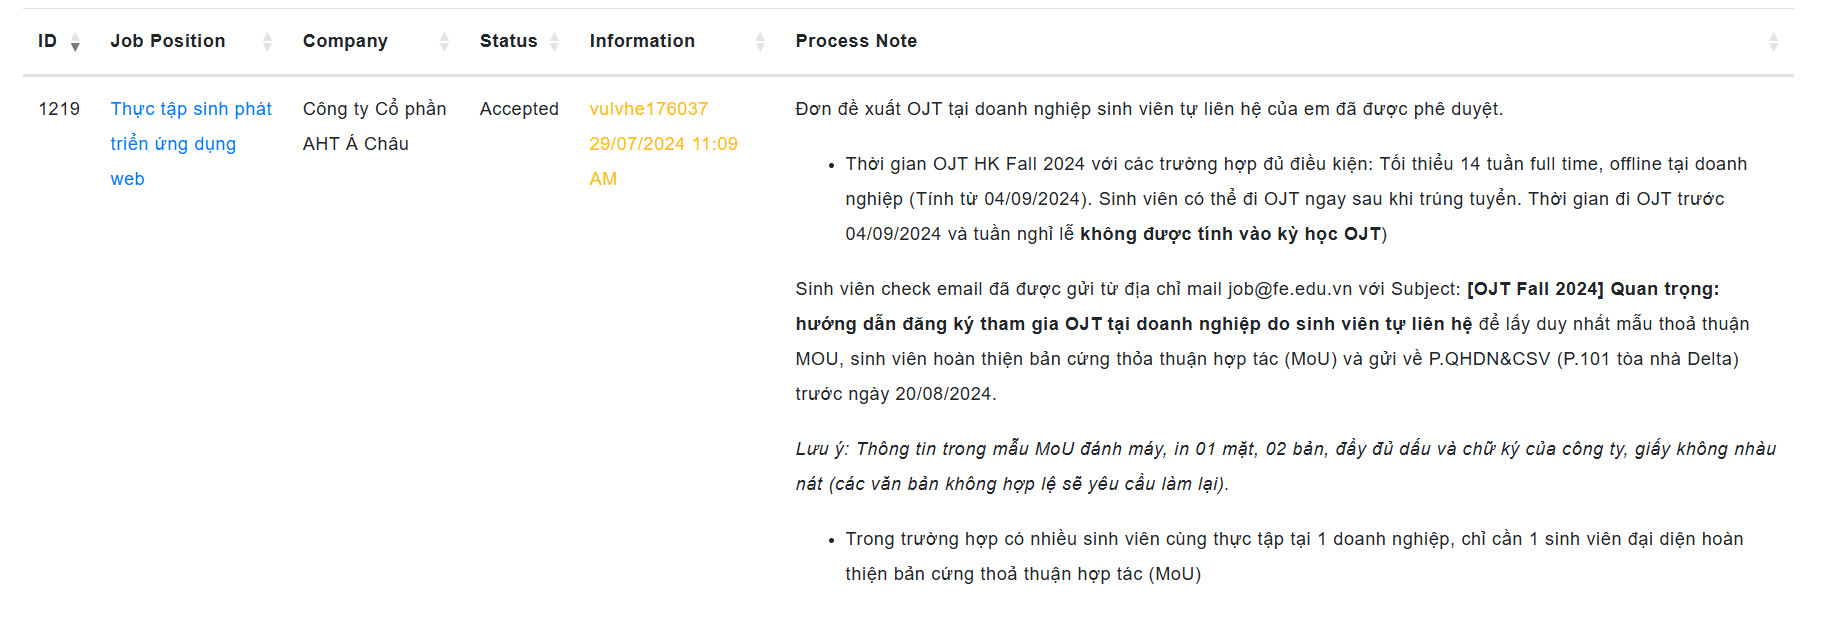 ID Job Position Company Status Information Process Note
1219 Thực tập sinh phát Công ty Cổ phần Accepted vulvhe176037 Đơn đề xuất OJT tại doanh nghiệp sinh viên tự liên hệ của em đã được phê duyệt.
triển ứng dụng AHT Á Châu 29/07/2024 11:09
web AM
• Thời gian OJT HK Fall 2024 với các trường hợp đủ điều kiện: Tối thiểu 14 tuần full time, offline tại doanh
nghiệp (Tính từ 04/09/2024). Sinh viên có thể đi OJT ngay sau khi trúng tuyển. Thời gian đi OJT trước
04/09/2024 và tuần nghỉ lễ không được tính vào kỳ học OJT)
Sinh viên check email đã được gửi từ địa chỉ mail job@fe.edu.vn với Subject: [OJT Fall 2024] Quan trọng:
hướng dẫn đăng ký tham gia OJT tại doanh nghiệp do sinh viên tự liên hệ để lấy duy nhất mẫu thoả thuận
MOU, sinh viên hoàn thiện bản cứng thỏa thuận hợp tác (MoU) và gửi về P.QHDN&CSV (P.101 tòa nhà Delta)
trước ngày 20/08/2024.
Lưu ý: Thông tin trong mẫu MoU đánh máy, in 01 mặt, 02 bản, đầy đủ dấu và chữ ký của công ty, giấy không nhàu
nát (các văn bản không hợp lệ sẽ yêu cầu làm lại).
• Trong trường hợp có nhiều sinh viên cùng thực tập tại 1 doanh nghiệp, chỉ cần 1 sinh viên đại diện hoàn
thiện bản cứng thoả thuận hợp tác (MoU)